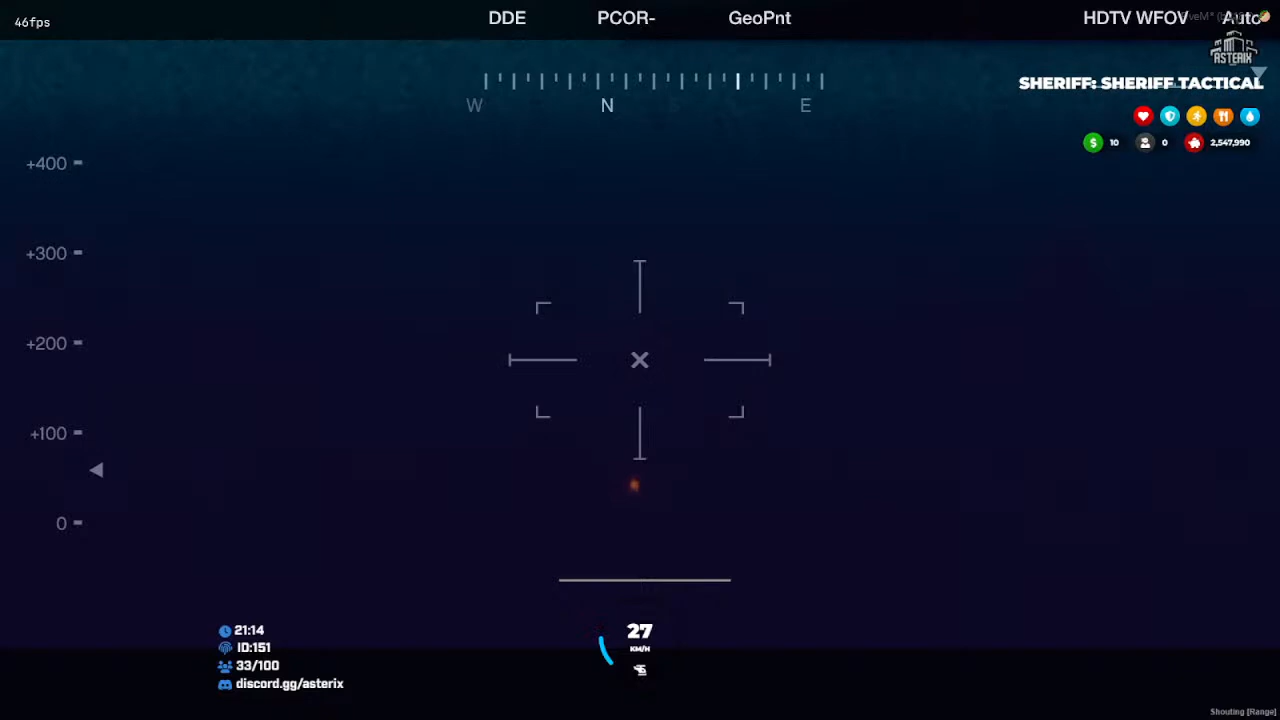 46fps
DDE PCOR- GeoPnt HDTV WFOV Auto
ASTERIX
W N E
SHERIFF: SHERIFF TACTICAL
10 0 2,547,990
+400
+300
+200
+100
0
27
KM/H
21:14
ID:151
33/100
discord.gg/asterix
Shouting [Range]